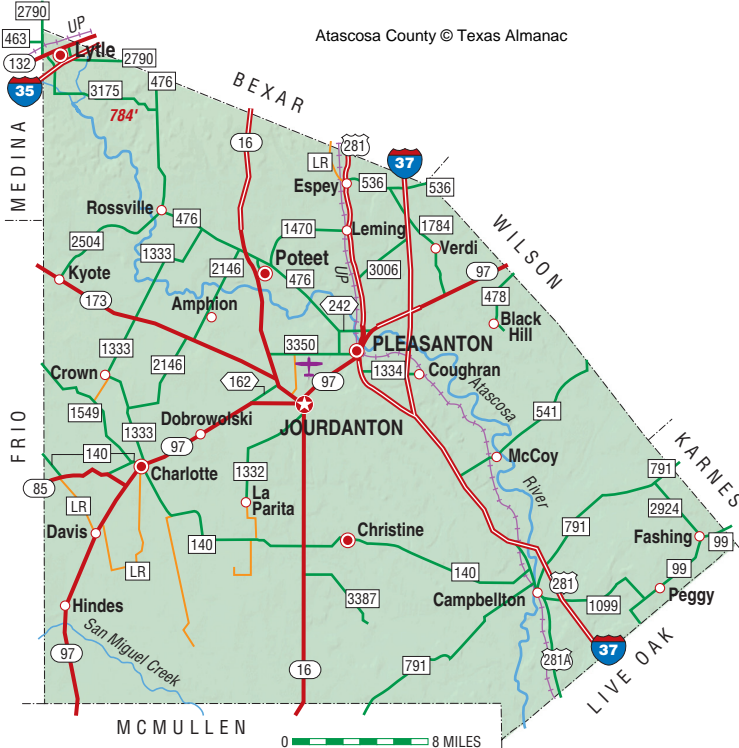 2790
463
UP
Atascosa County © Texas Almanac
132
Lytle
2790
35
3175
476
784'
BEXAR
MEDINA
16
281
LR
37
Espey
536
536
Rossville
476
1470
Leming
1784
Verdi
WILSON
2504
1333
2146
Poteet
476
UP
3006
97
Kyote
173
Amphion
242
478
Black
Hill
1333
3350
PLEASANTON
Crown
2146
162
97
1334
Coughran
Atascosa
1549
Dobrowolski
JOURDANTON
541
FRIO
1333
97
140
Charlotte
McCoy
KARNES
85
1332
791
LR
La
Parita
River
2924
Davis
140
Christine
791
Fashing
99
LR
140
281
99
Hindes
3387
Campbellton
1099
Peggy
San Miguel Creek
97
16
791
281A
37
LIVE OAK
MCMULLEN
0
8 MILES